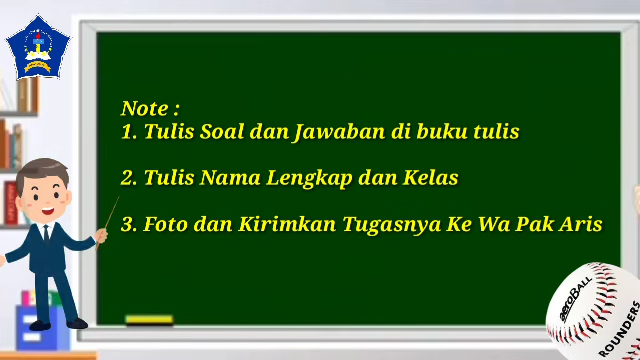 Note :
1. Tulis Soal dan Jawaban di buku tulis
2. Tulis Nama Lengkap dan Kelas
3. Foto dan Kirimkan Tugasnya Ke Wa Pak Aris
aeroBALL
ROUNDERS